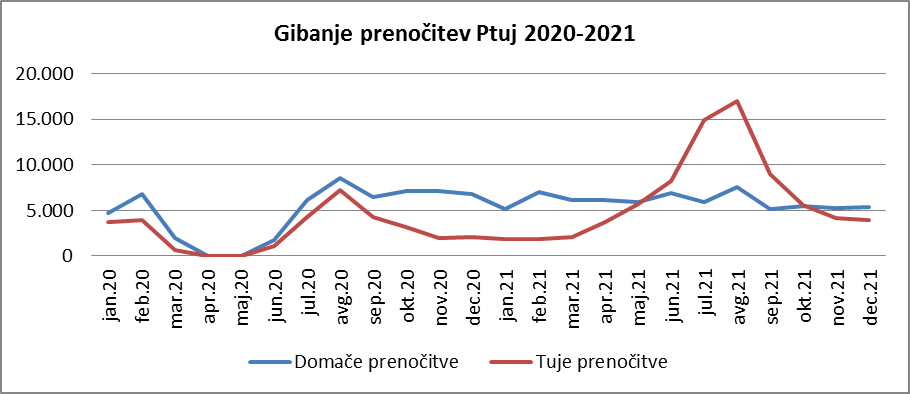 Gibanje prenočitev Ptuj 2020-2021
20.000
15.000
10.000
5.000
0
jan.20
feb.20
mar.20
apr.20
maj.20
jun.20
jul.20
avg.20
sep.20
okt.20
nov.20
dec.20
jan.21
feb.21
mar.21
apr.21
maj.21
jun.21
jul.21
avg.21
sep.21
okt.21
nov.21
dec.21
Domače prenočitve
Tuje prenočitve